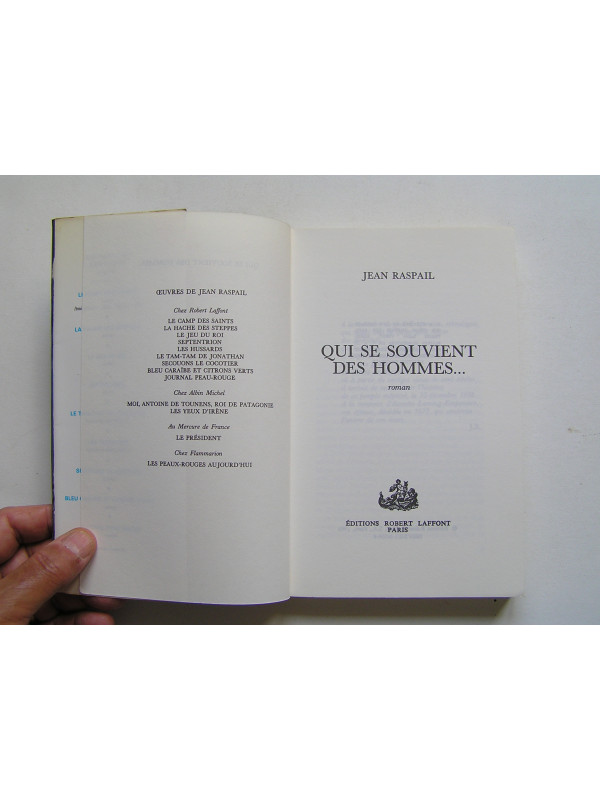 ŒUVRES DE JEAN RASPAIL
Chez Robert Laffont
LE CAMP DES SAINTS
LA HACHE DES STEPPES
LE JEU DU ROI
SEPTENTRION
LES HUSSARDS
LE TAM-TAM DE JONATHAN
SECOUONS LE COCOTIER
BLEU CARAÏBE ET CITRONS VERTS
JOURNAL PEAU-ROUGE
Chez Albin Michel
MOI, ANTOINE DE TOUNENS, ROI DE PATAGONIE
LES YEUX D'IRÈNE
Au Mercure de France
LE PRÉSIDENT
Chez Flammarion
LES PEAUX-ROUGES AUJOURD'HUI
JEAN RASPAIL
QUI SE SOUVIENT
DES HOMMES...
roman
ÉDITIONS ROBERT LAFFONT
PARIS